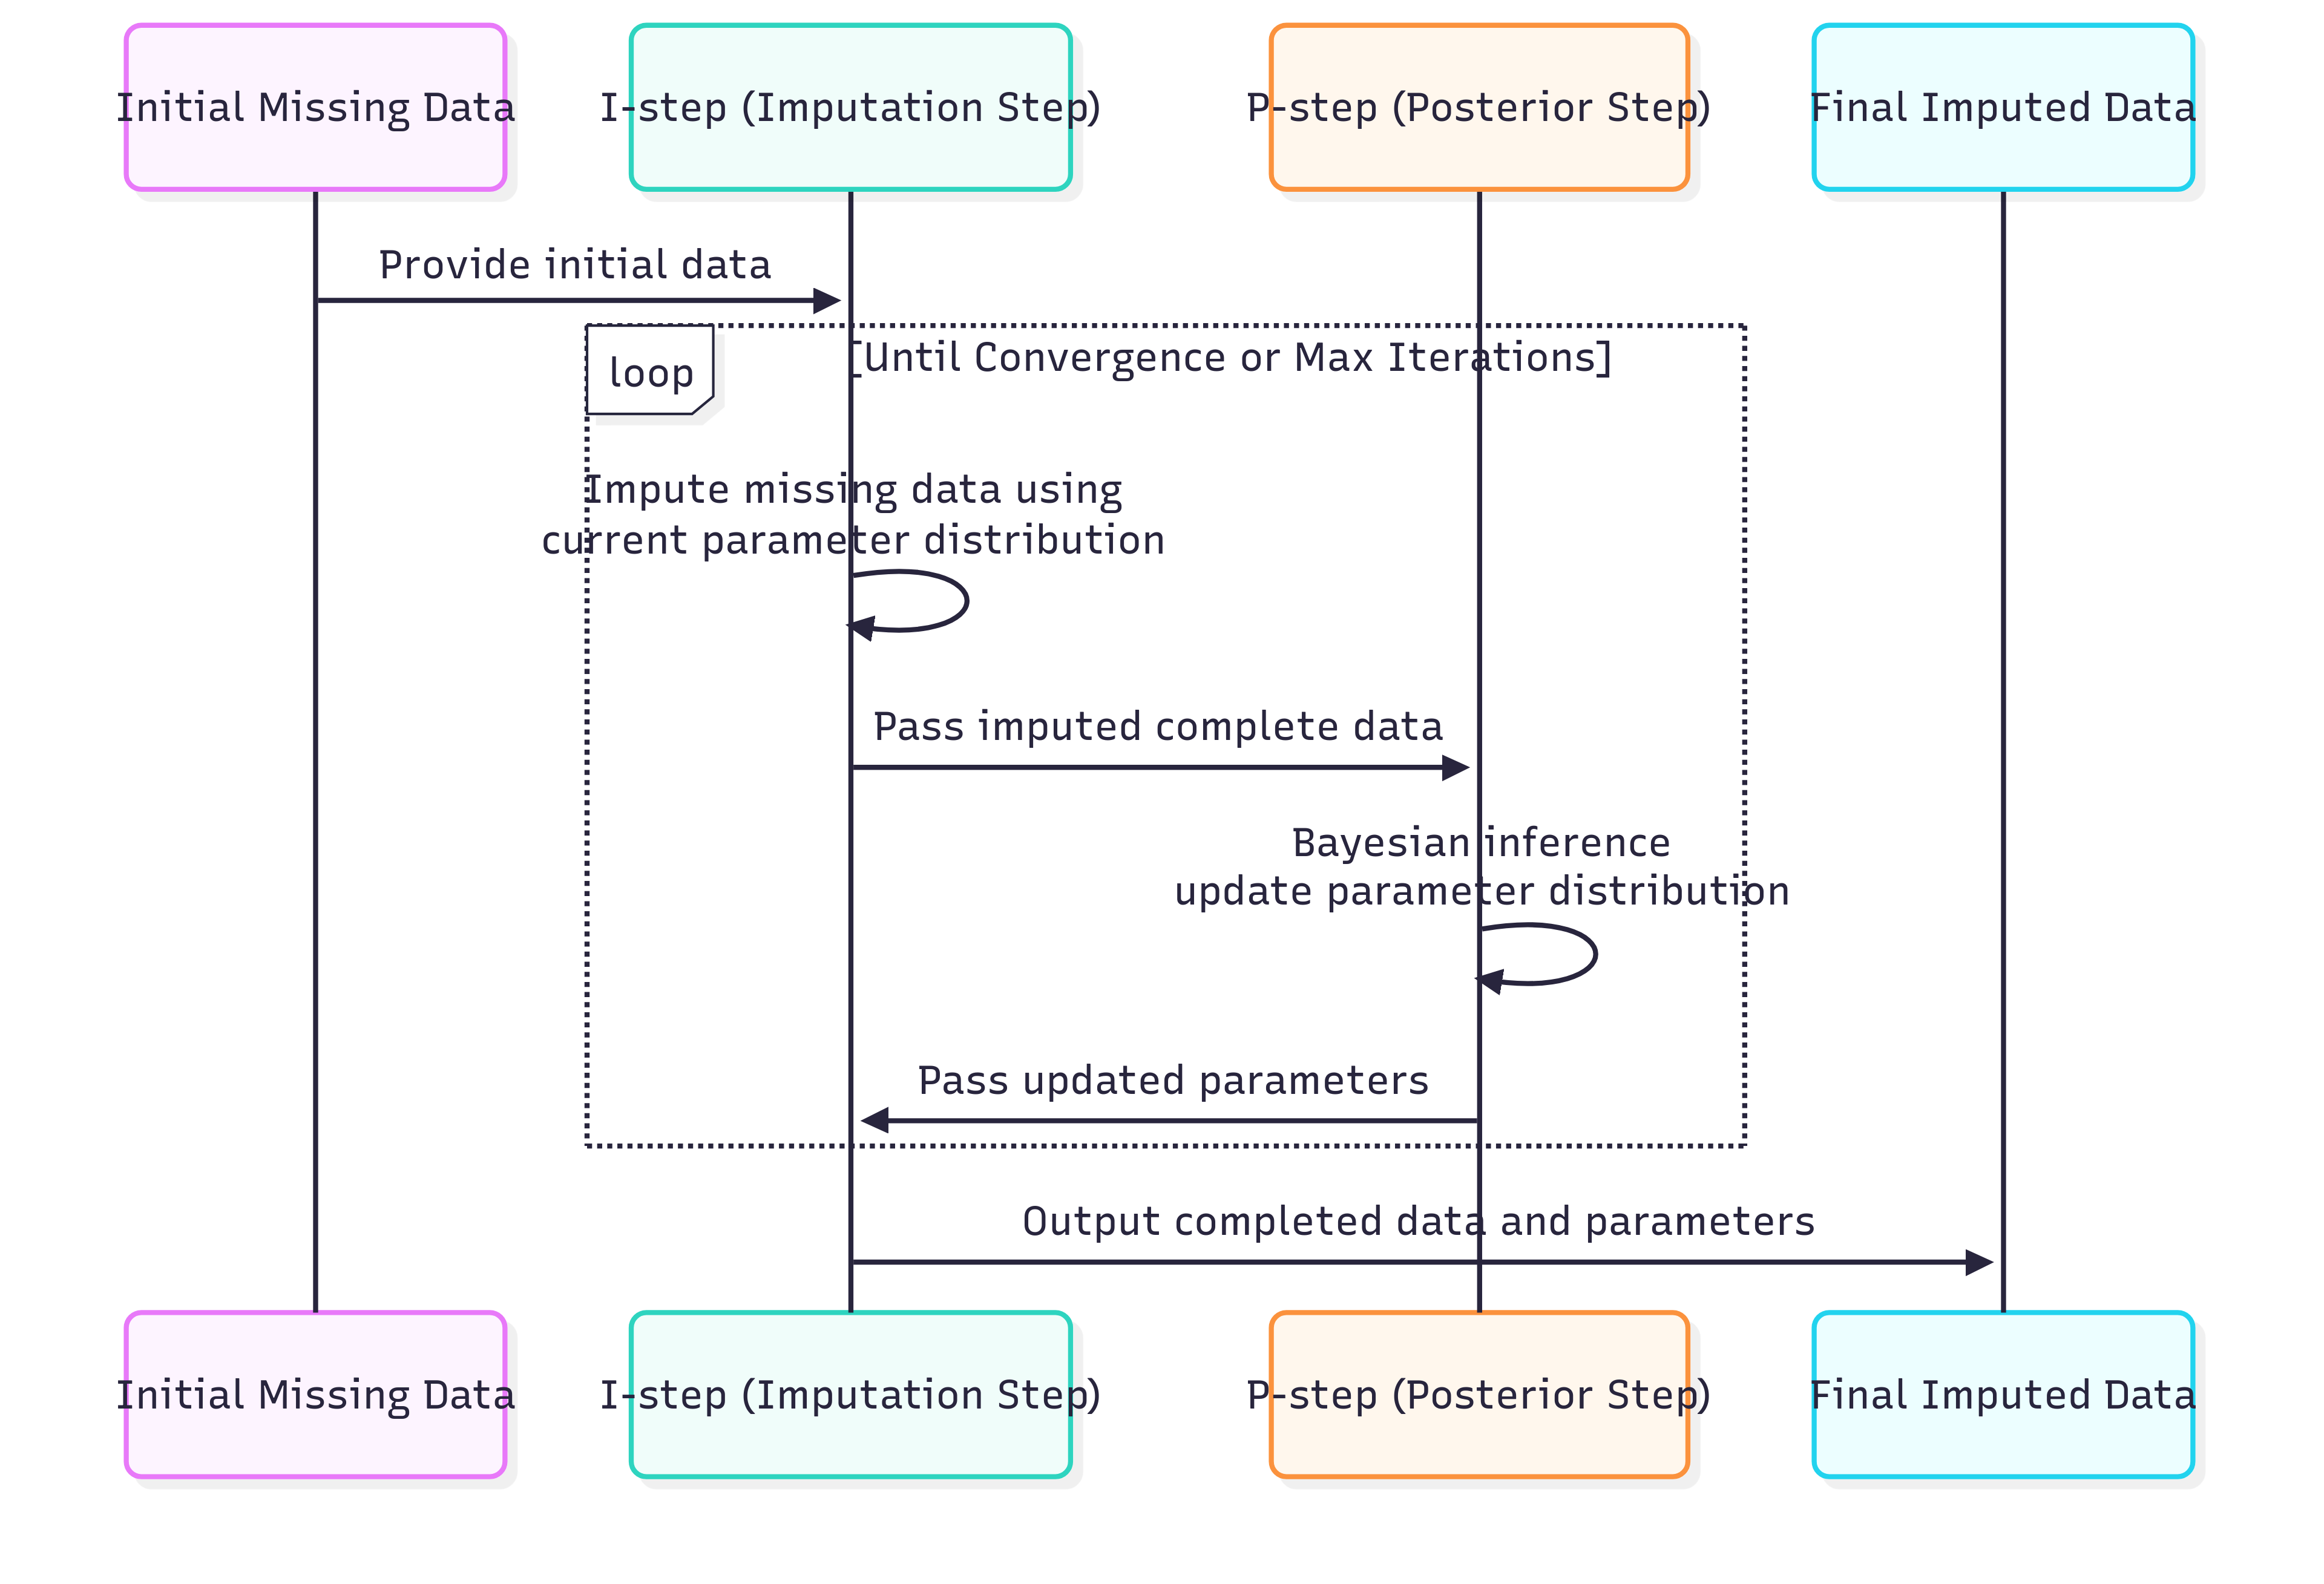 Initial Missing Data
I-step (Imputation Step)
P-step (Posterior Step)
Final Imputed Data
Provide initial data
loop
[Until Convergence or Max Iterations]
Impute missing data using
current parameter distribution
Pass imputed complete data
Bayesian inference
update parameter distribution
Pass updated parameters
Output completed data and parameters
Initial Missing Data
I-step (Imputation Step)
P-step (Posterior Step)
Final Imputed Data